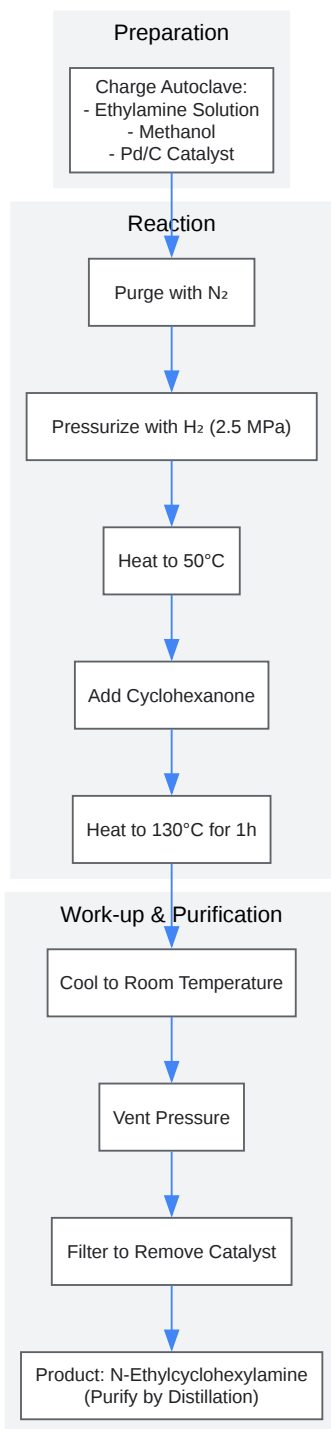 Preparation
Charge Autoclave:
- Ethylamine Solution
- Methanol
- Pd/C Catalyst
Reaction
Purge with N₂
Pressurize with H₂ (2.5 MPa)
Heat to 50°C
Add Cyclohexanone
Heat to 130°C for 1h
Work-up & Purification
Cool to Room Temperature
Vent Pressure
Filter to Remove Catalyst
Product: N-Ethylcyclohexylamine
(Purify by Distillation)